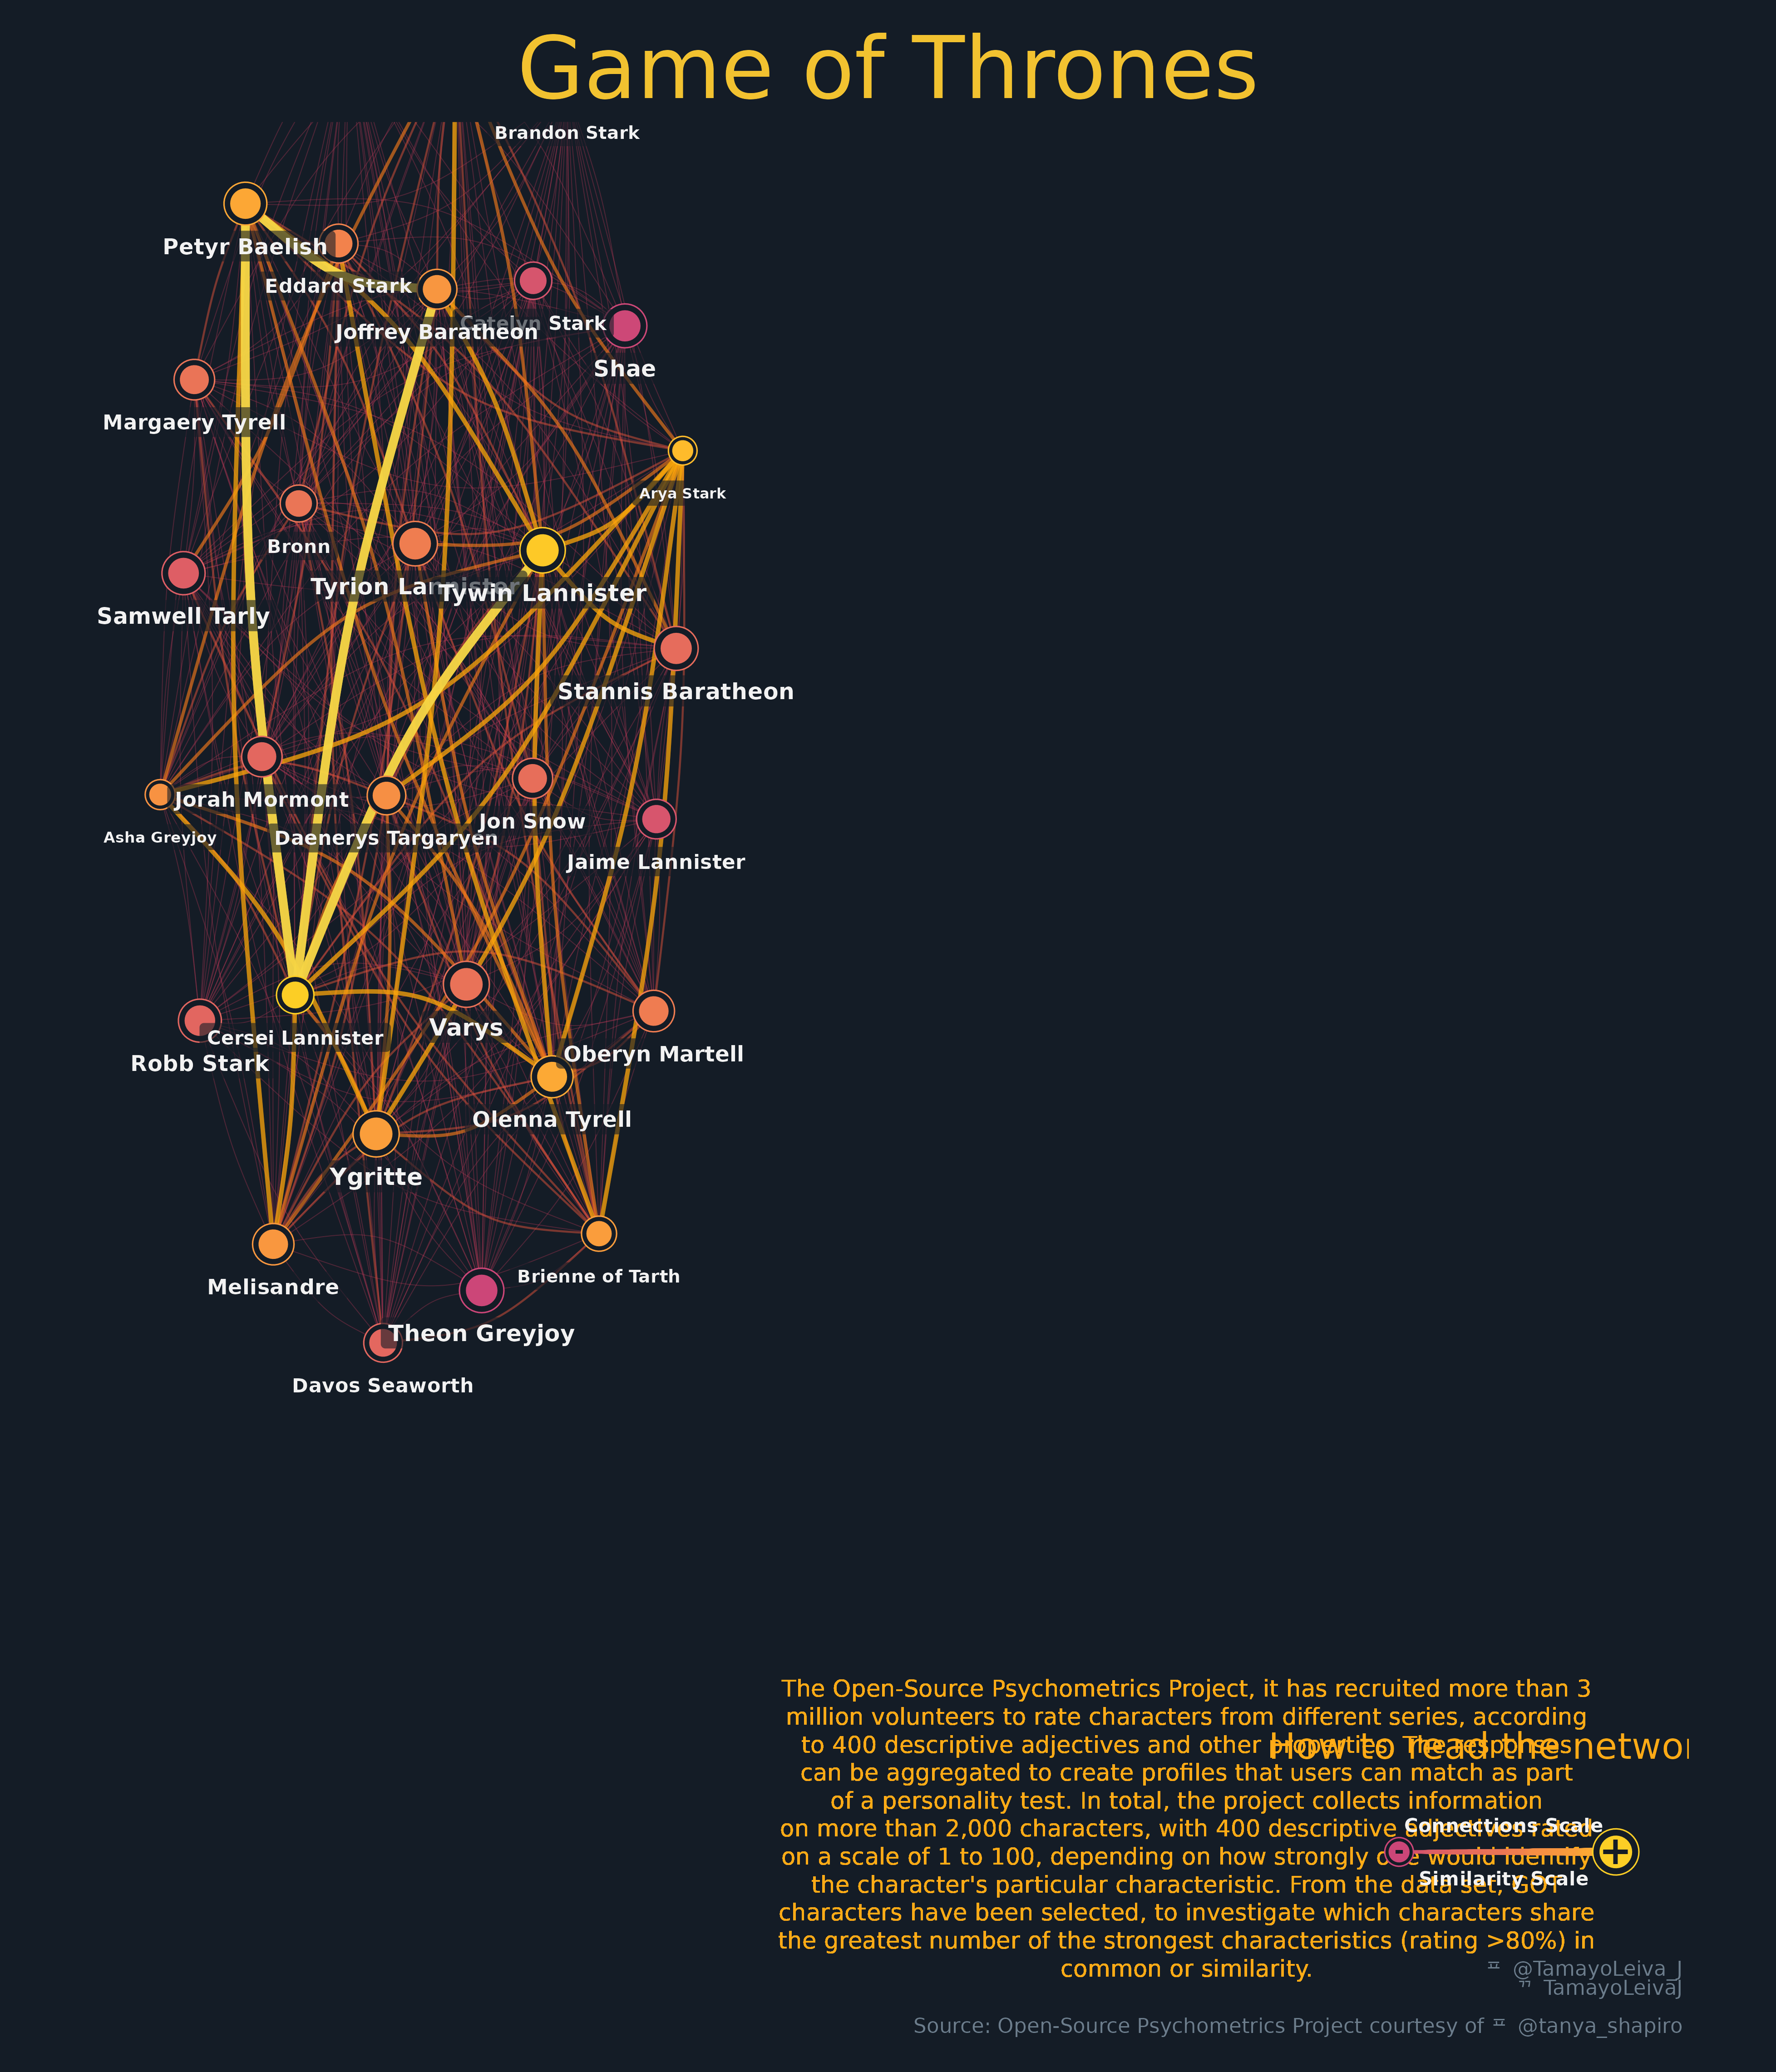 Game of Thrones
Brandon Stark
Petyr Baelish
Eddard Stark
Catelyn Stark
Joffrey Baratheon
Shae
Margaery Tyrell
Arya Stark
Bronn
Tyrion Lannister
Tywin Lannister
Samwell Tarly
Stannis Baratheon
Jorah Mormont
Jon Snow
Asha Greyjoy
Daenerys Targaryen
Jaime Lannister
Varys
Cersei Lannister
Oberyn Martell
Robb Stark
Olenna Tyrell
Ygritte
Brienne of Tarth
Melisandre
Theon Greyjoy
Davos Seaworth
The Open-Source Psychometrics Project, it has recruited more than 3
million volunteers to rate characters from different series, according
to 400 descriptive adjectives and other properties. The responses
can be aggregated to create profiles that users can match as part
of a personality test. In total, the project collects information
on more than 2,000 characters, with 400 descriptive adjectives rated
on a scale of 1 to 100, depending on how strongly one would identify
the character's particular characteristic. From the data set, GOT
characters have been selected, to investigate which characters share
the greatest number of the strongest characteristics (rating >80%) in
common or similarity.
How to read the networ
Connections Scale
- +
Similarity Scale
@TamayoLeiva_J
TamayoLeivaJ
Source: Open-Source Psychometrics Project courtesy of @tanya_shapiro